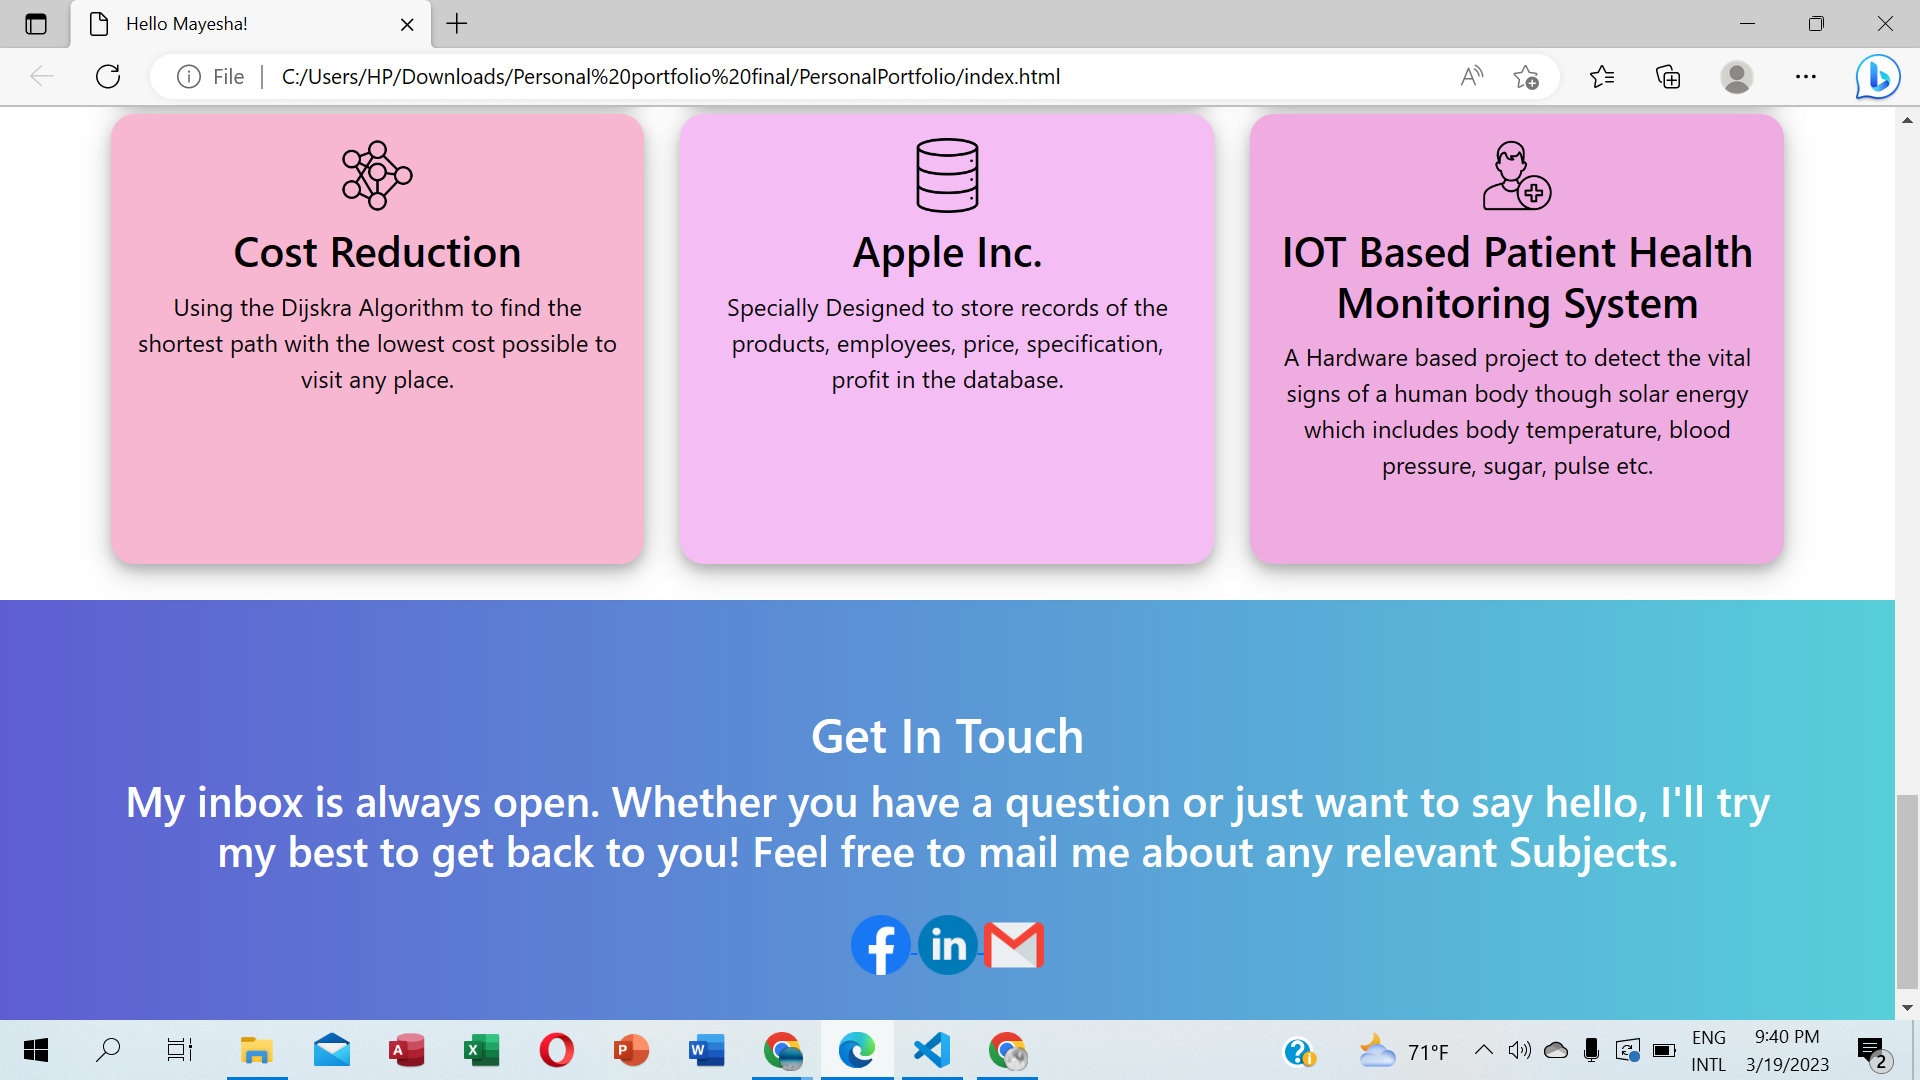 Hello Mayesha!
File
C:/Users/HP/Downloads/Personal%20portfolio%20final/PersonalPortfolio/index.html
Cost Reduction
Using the Dijskra Algorithm to find the
shortest path with the lowest cost possible to
visit any place.
Apple Inc.
Specially Designed to store records of the
products, employees, price, specification,
profit in the database.
IOT Based Patient Health
Monitoring System
A Hardware based project to detect the vital
signs of a human body though solar energy
which includes body temperature, blood
pressure, sugar, pulse etc.
Get In Touch
My inbox is always open. Whether you have a question or just want to say hello, I'll try
my best to get back to you! Feel free to mail me about any relevant Subjects.
f in M
A X P W
71°F
ENG
INTL
9:40 PM
3/19/2023
2